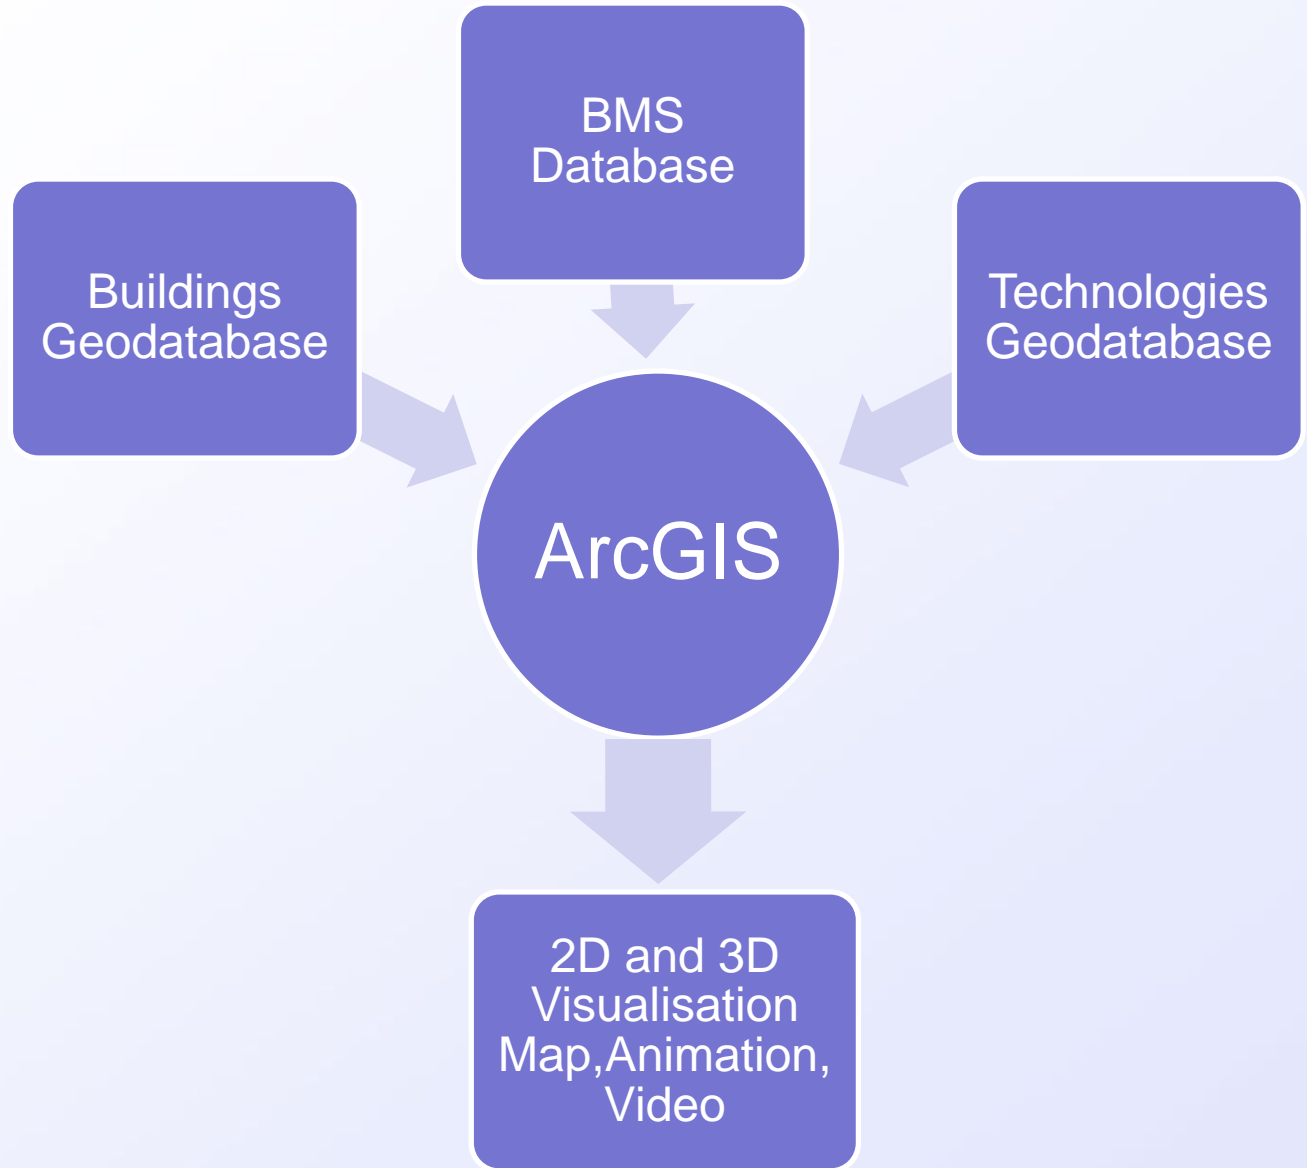 BMS
Database
Buildings
Geodatabase
Technologies
Geodatabase
ArcGIS
2D and 3D
Visualisation
Map,Animation,
Video